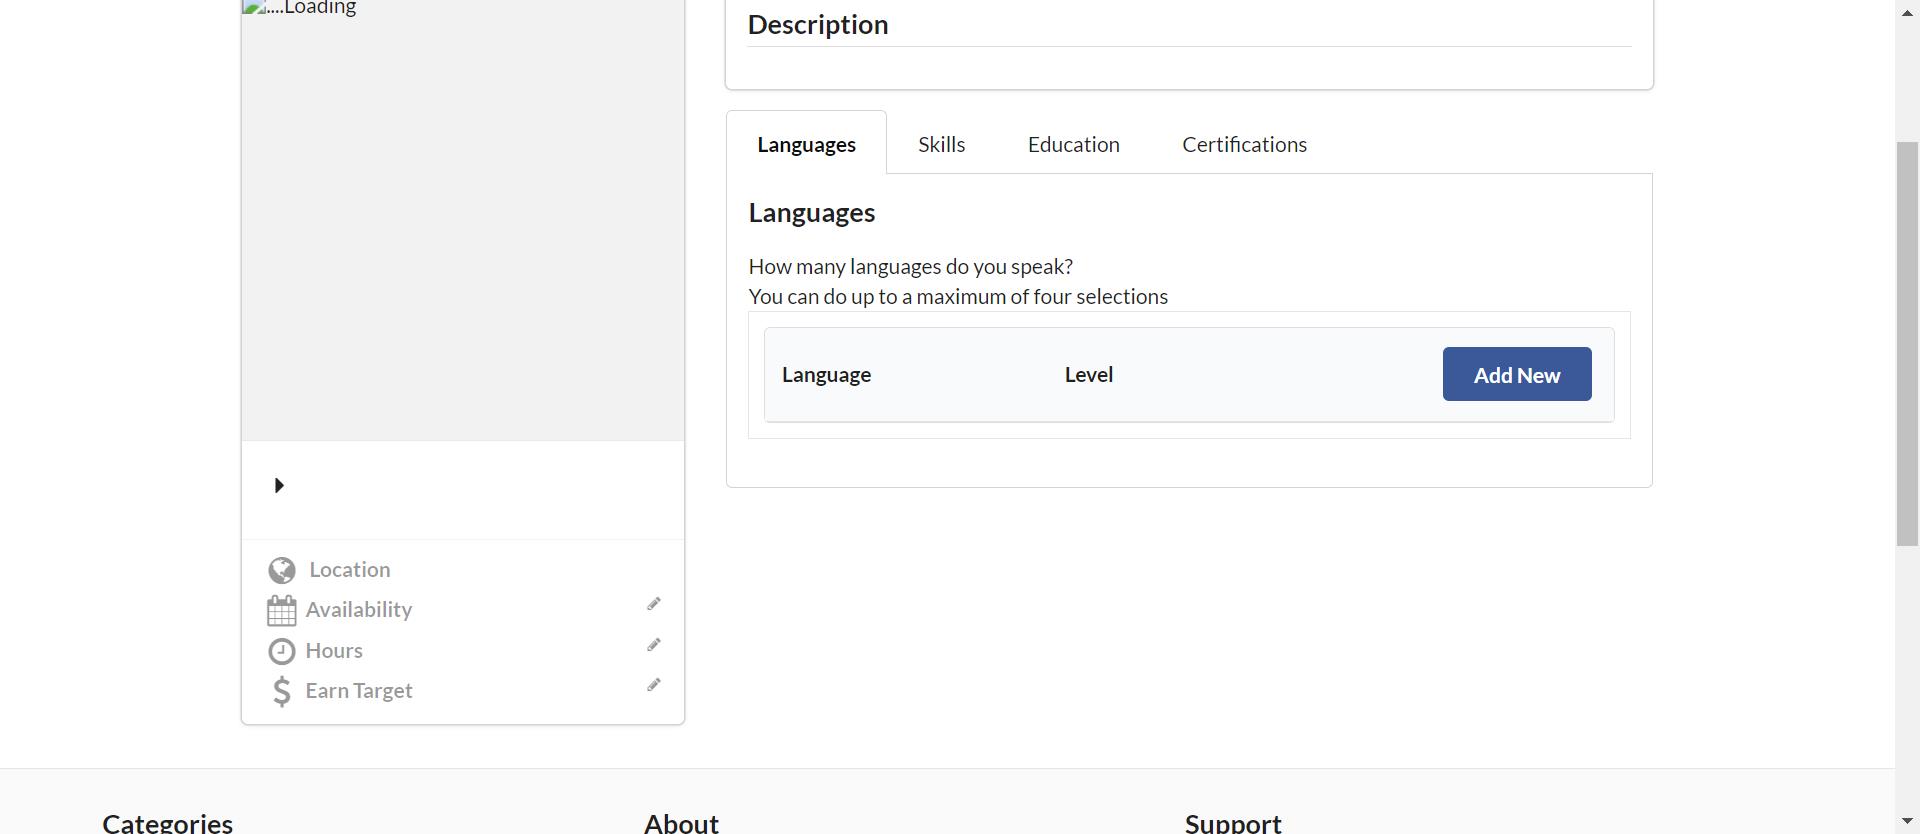 ....Loading
Description
Languages Skills Education Certifications
Languages
How many languages do you speak?
You can do up to a maximum of four selections
Language Level Add New
Location
Availability
Hours
Earn Target
Categories About Support